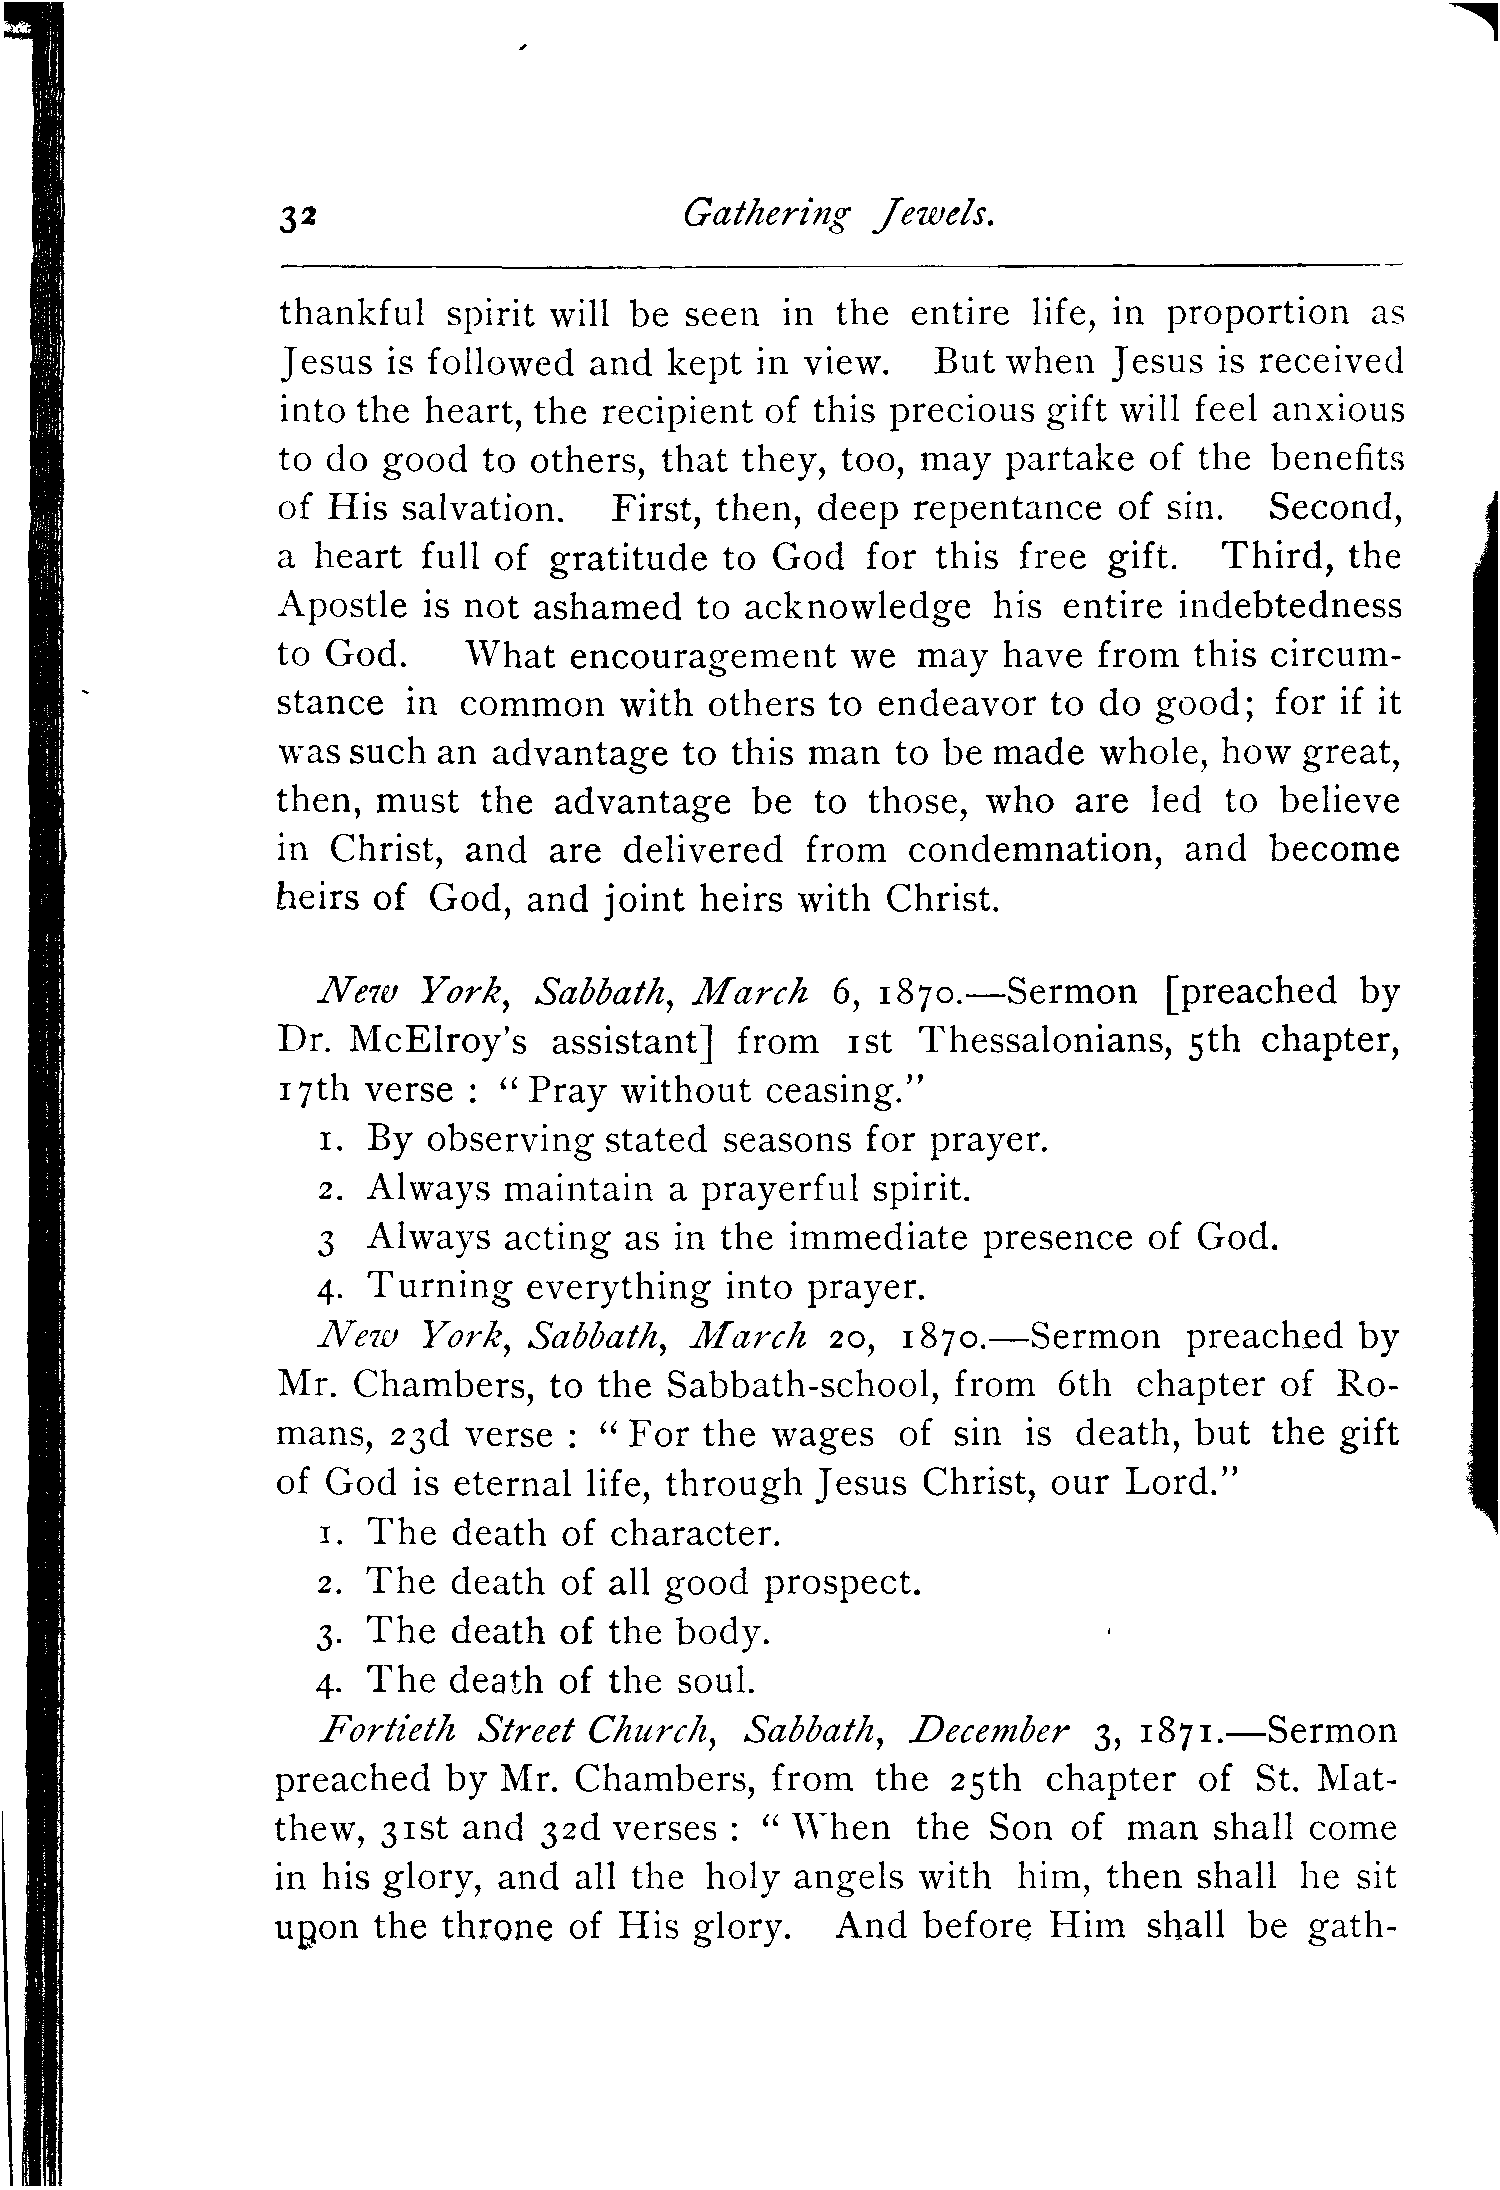 32 Gathering Jewels.
thankful spirit will be seen in the entire life, in proportion as
Jesus is followed and kept in view. But when Jesus is received
into the heart, the recipient of this precious gift will feel anxious
to do good to others, that they, too, may partake of the benefits
of His salvation. First, then, deep repentance of sin. Second,
a heart full of gratitude to God for this free gift. Third, the
Apostle is not ashamed to acknowledge his entire indebtedness
to God. What encouragement we may have from this circum-
stance in common with others to endeavor to do good; for if it
was such an advantage to this man to be made whole, how great,
then, must the advantage be to those, who are led to believe
in Christ, and are delivered from condemnation, and become
heirs of God, and joint heirs with Christ.
New York, Sabbath, March 6, 1870.—Sermon [preached by
Dr. McElroy's assistant] from 1st Thessalonians, 5th chapter,
17th verse : " Pray without ceasing."
1. By observing stated seasons for prayer.
2. Always maintain a prayerful spirit.
3 Always acting as in the immediate presence of God.
4. Turning everything into prayer.
New York, Sabbath, March 20, 1870.—Sermon preached by
Mr. Chambers, to the Sabbath-school, from 6th chapter of Ro-
mans, 23d verse : " For the wages of sin is death, but the gift
of God is eternal life, through Jesus Christ, our Lord."
1. The death of character.
2. The death of all good prospect.
3. The death of the body.
4. The death of the soul.
Fortieth Street Church, Sabbath, December 3, 1871.—Sermon
preached by Mr. Chambers, from the 25th chapter of St. Mat-
thew, 31st and 32d verses : " When the Son of man shall come
in his glory, and all the holy angels with him, then shall he sit
upon the throne of His glory. And before Him shall be gath-